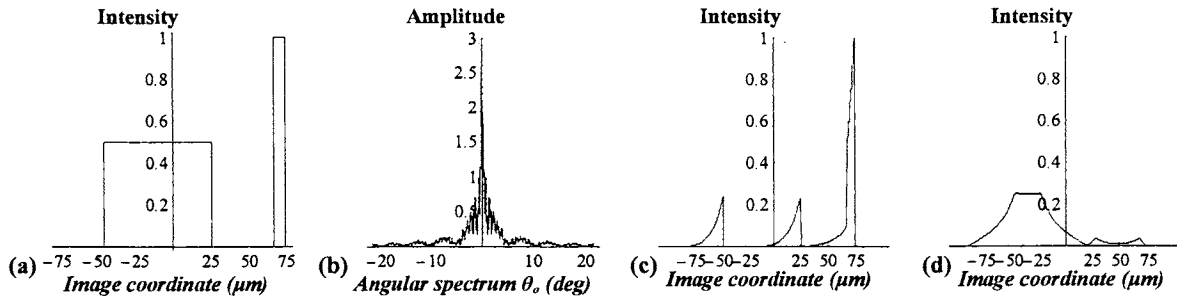 Intensity
1
0.8
0.6
0.4
0.2
(a) −75 −50 −25 25 50 75
Image coordinate (μm)
Amplitude
3
2.5
2
1.5
1
0.5
(b) −20 −10 10 20
Angular spectrum θo (deg)
Intensity
1
0.8
0.6
0.4
0.2
(c) −75−50−25 25 50 75
Image coordinate (μm)
Intensity
1
0.8
0.6
0.4
0.2
(d) −75−50−25 25 50 75
Image coordinate (μm)